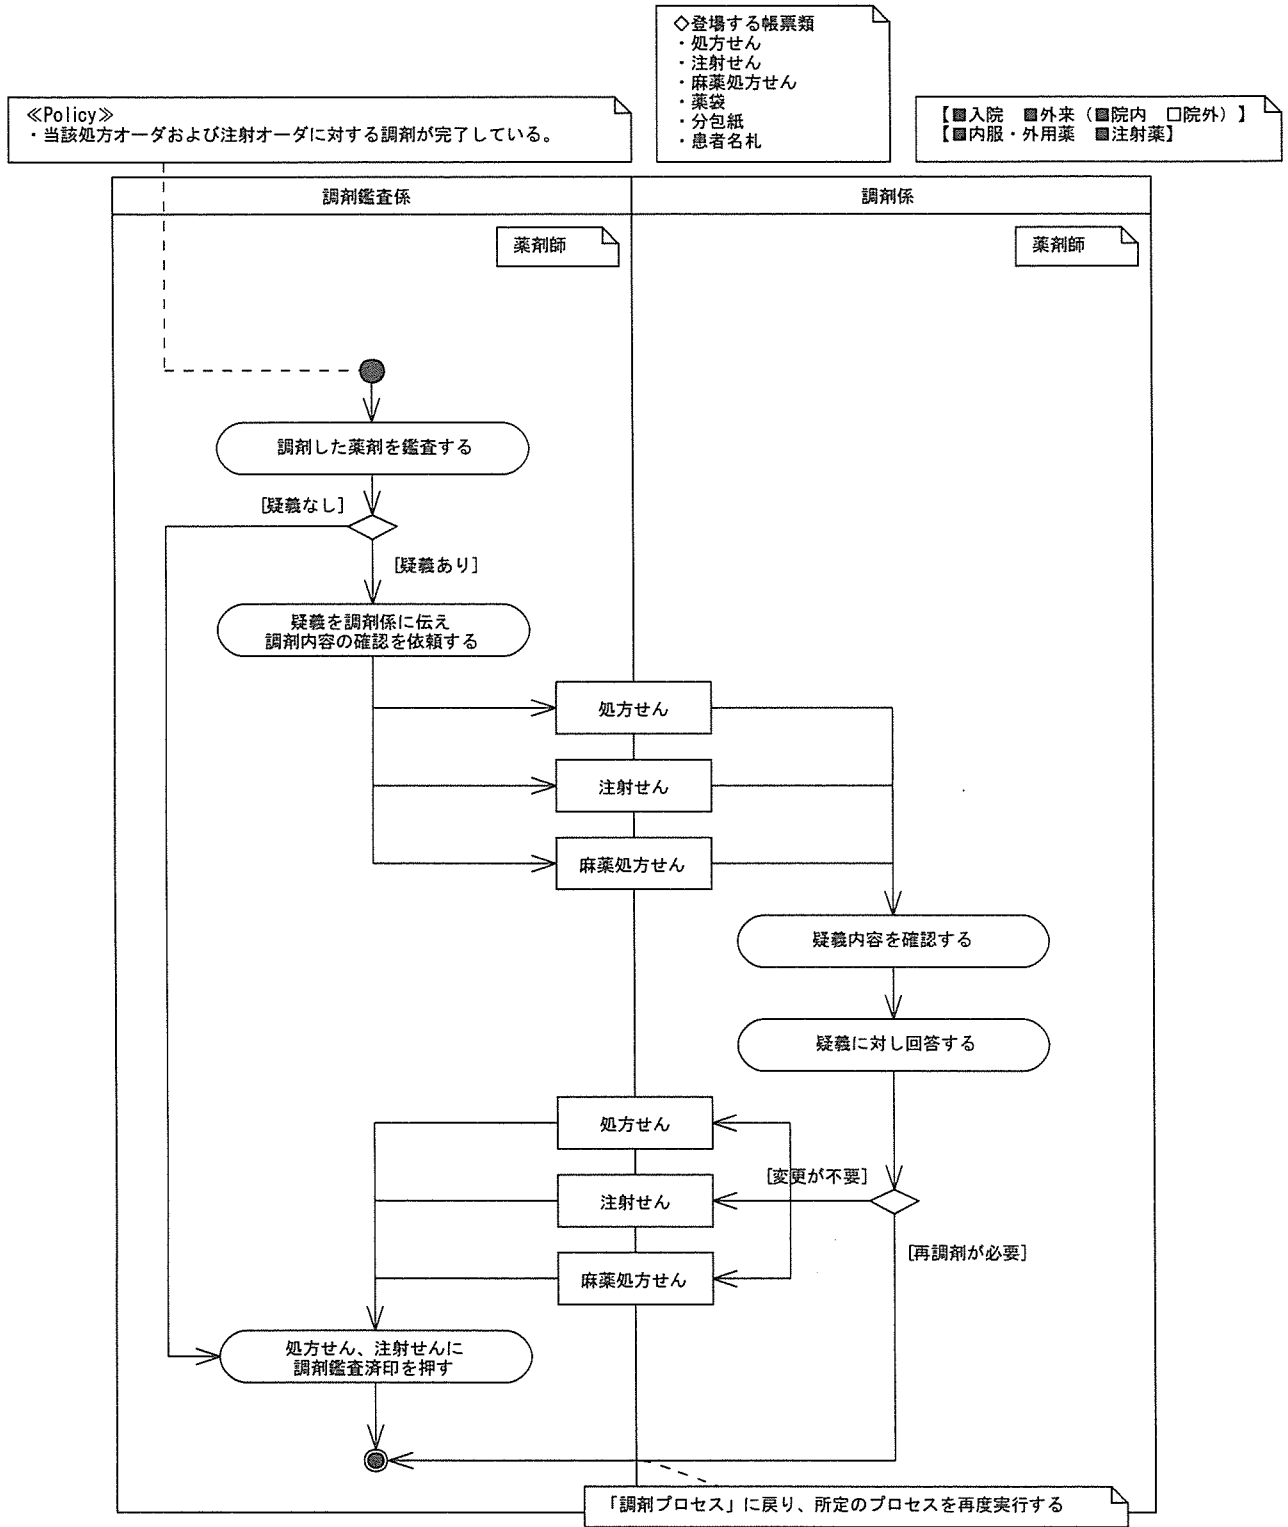 ◇登場する帳票類
・処方せん
・注射せん
・麻薬処方せん
・薬袋
・分包紙
・患者名札
≪Policy≫
・当該処方オーダおよび注射オーダに対する調剤が完了している。
【■入院　■外来（■院内　□院外）】
【■内服・外用薬　■注射薬】
調剤鑑査係
調剤係
薬剤師
薬剤師
調剤した薬剤を鑑査する
[疑義なし]
[疑義あり]
疑義を調剤係に伝え
調剤内容の確認を依頼する
処方せん
注射せん
麻薬処方せん
疑義内容を確認する
疑義に対し回答する
処方せん
[変更が不要]
注射せん
[再調剤が必要]
麻薬処方せん
処方せん、注射せんに
調剤鑑査済印を押す
「調剤プロセス」に戻り、所定のプロセスを再度実行する